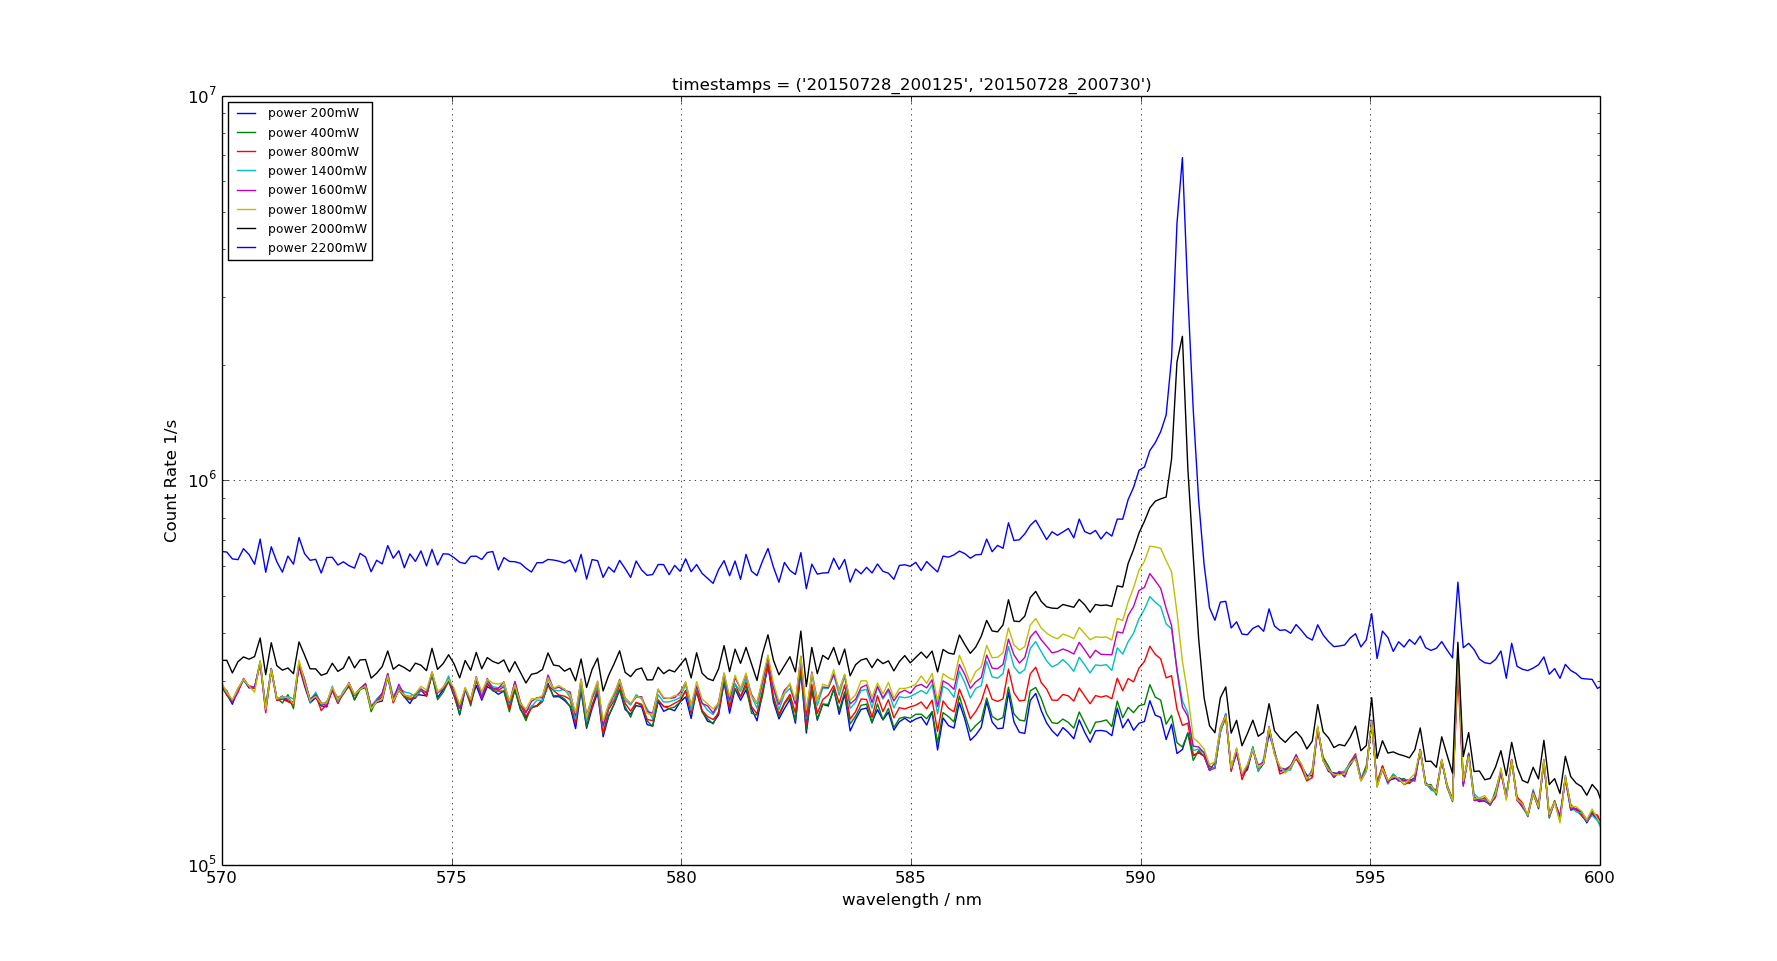 timestamps = ('20150728_200125', '20150728_200730')
10^7
power 200mW
power 400mW
power 800mW
power 1400mW
power 1600mW
power 1800mW
power 2000mW
power 2200mW
Count Rate 1/s
10^6
10^5
570 575 580 585 590 595 600
wavelength / nm